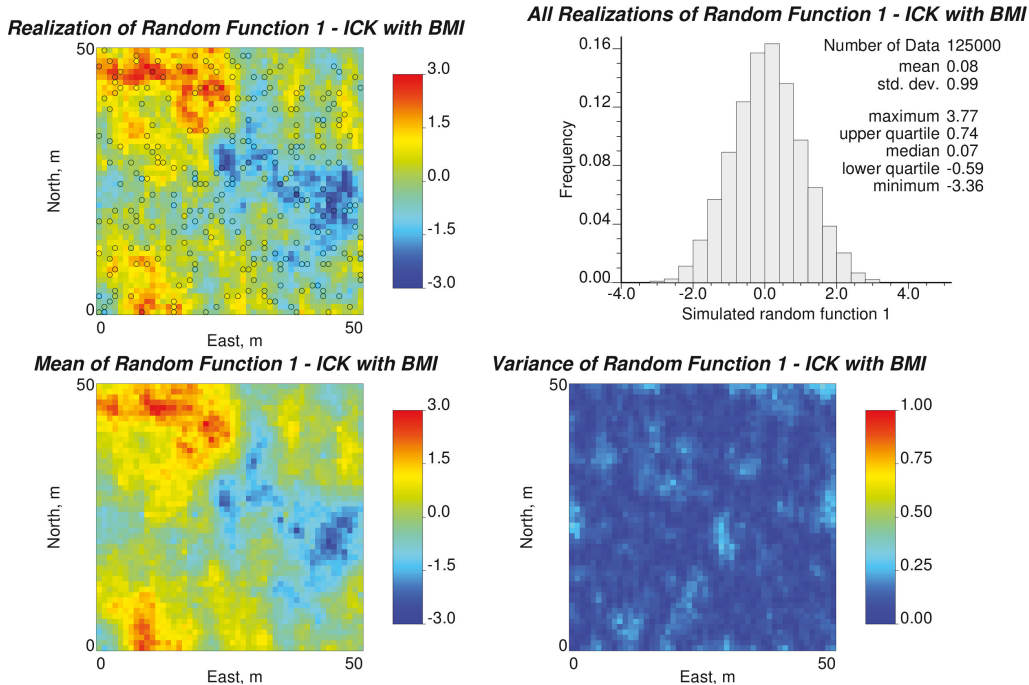 Realization of Random Function 1 - ICK with BMI
50
North, m
0
0
50
East, m
3.0
1.5
0.0
-1.5
-3.0
All Realizations of Random Function 1 - ICK with BMI
Frequency
0.16
0.12
0.08
0.04
0.00
-4.0
-2.0
0.0
2.0
4.0
Simulated random function 1
Number of Data 125000
mean 0.08
std. dev. 0.99
maximum 3.77
upper quartile 0.74
median 0.07
lower quartile -0.59
minimum -3.36
Mean of Random Function 1 - ICK with BMI
50
North, m
0
0
50
East, m
3.0
1.5
0.0
-1.5
-3.0
Variance of Random Function 1 - ICK with BMI
50
North, m
0
0
50
East, m
1.00
0.75
0.50
0.25
0.00